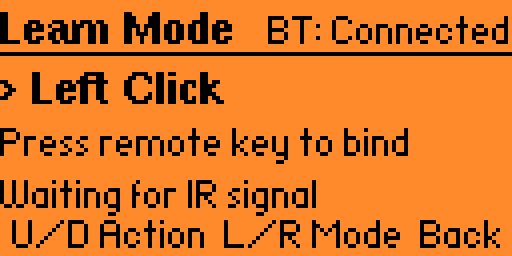 Learn Mode BT: Connected
> Left Click
Press remote key to bind
Waiting for IR signal
U/D Action L/R Mode Back